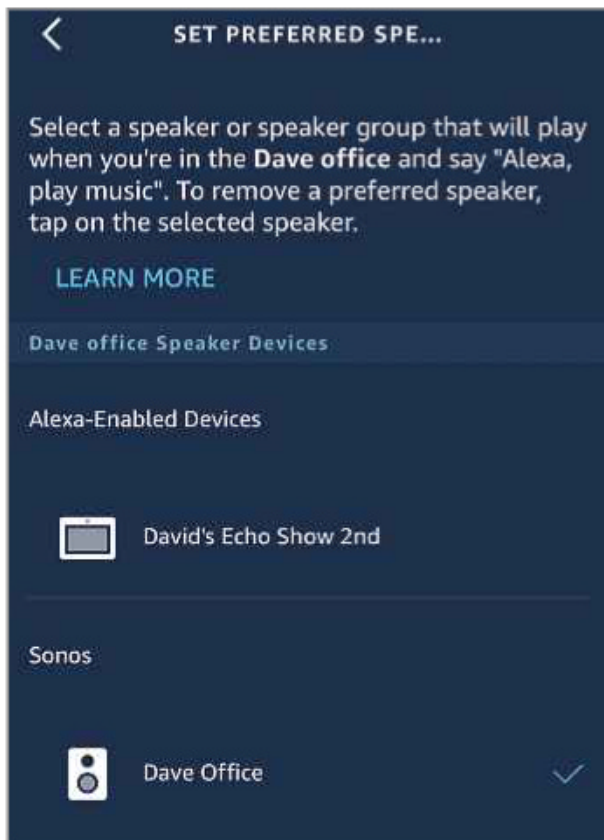 SET PREFERRED SPE...
Select a speaker or speaker group that will play
when you're in the Dave office and say "Alexa,
play music". To remove a preferred speaker,
tap on the selected speaker.
LEARN MORE
Dave office Speaker Devices
Alexa-Enabled Devices
David's Echo Show 2nd
Sonos
Dave Office